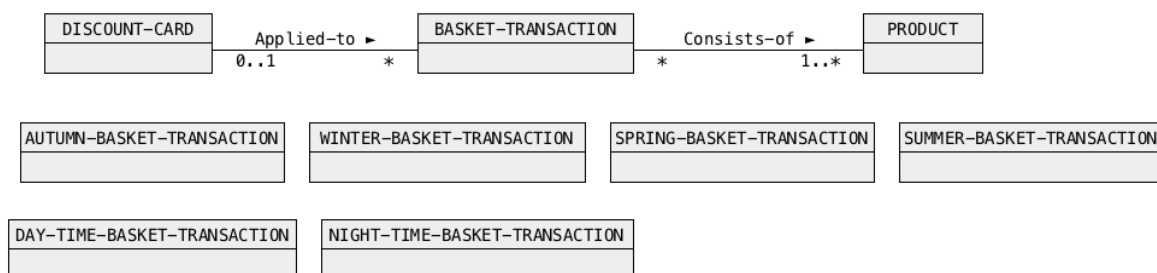 DISCOUNT-CARD
Applied-to ►
0..1
*
BASKET-TRANSACTION
Consists-of ►
*
1..*
PRODUCT
AUTUMN-BASKET-TRANSACTION
WINTER-BASKET-TRANSACTION
SPRING-BASKET-TRANSACTION
SUMMER-BASKET-TRANSACTION
DAY-TIME-BASKET-TRANSACTION
NIGHT-TIME-BASKET-TRANSACTION